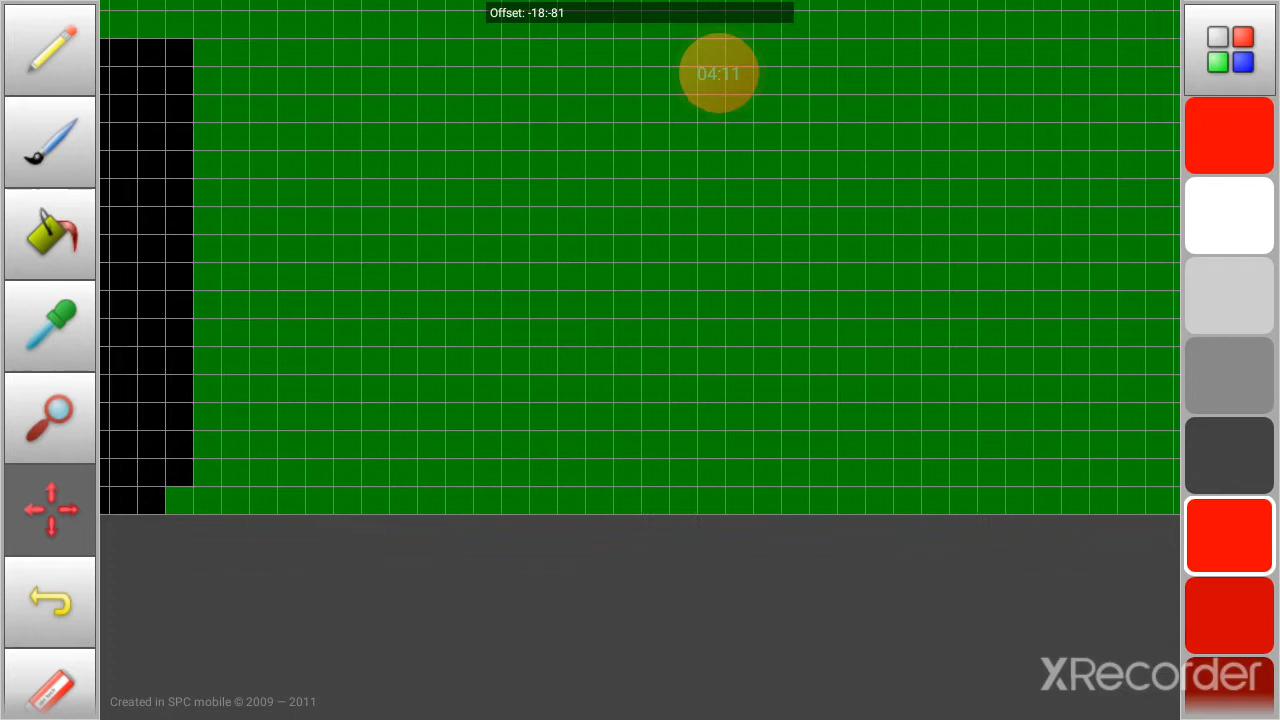 Offset: -18:-81
04:11
XRecorder
Created in SPC mobile © 2009 — 2011